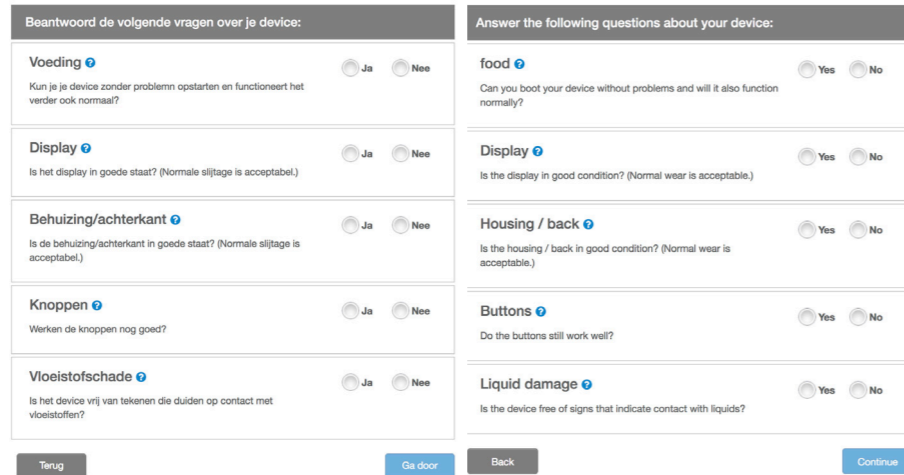 Beantwoord de volgende vragen over je device:
Voeding
Ja Nee
Kun je je device zonder problemn opstarten en functioneert het
verder ook normaal?
Display
Ja Nee
Is het display in goede staat? (Normale slijtage is acceptabel.)
Behuizing/achterkant
Ja Nee
Is de behuizing/achterkant in goede staat? (Normale slijtage is
acceptabel.)
Knoppen
Ja Nee
Werken de knoppen nog goed?
Vloeistofschade
Ja Nee
Is het device vrij van tekenen die duiden op contact met
vloeistoffen?
Terug
Ga door
Answer the following questions about your device:
food
Yes No
Can you boot your device without problems and will it also function
normally?
Display
Yes No
Is the display in good condition? (Normal wear is acceptable.)
Housing / back
Yes No
Is the housing / back in good condition? (Normal wear is
acceptable.)
Buttons
Yes No
Do the buttons still work well?
Liquid damage
Yes No
Is the device free of signs that indicate contact with liquids?
Back
Continue